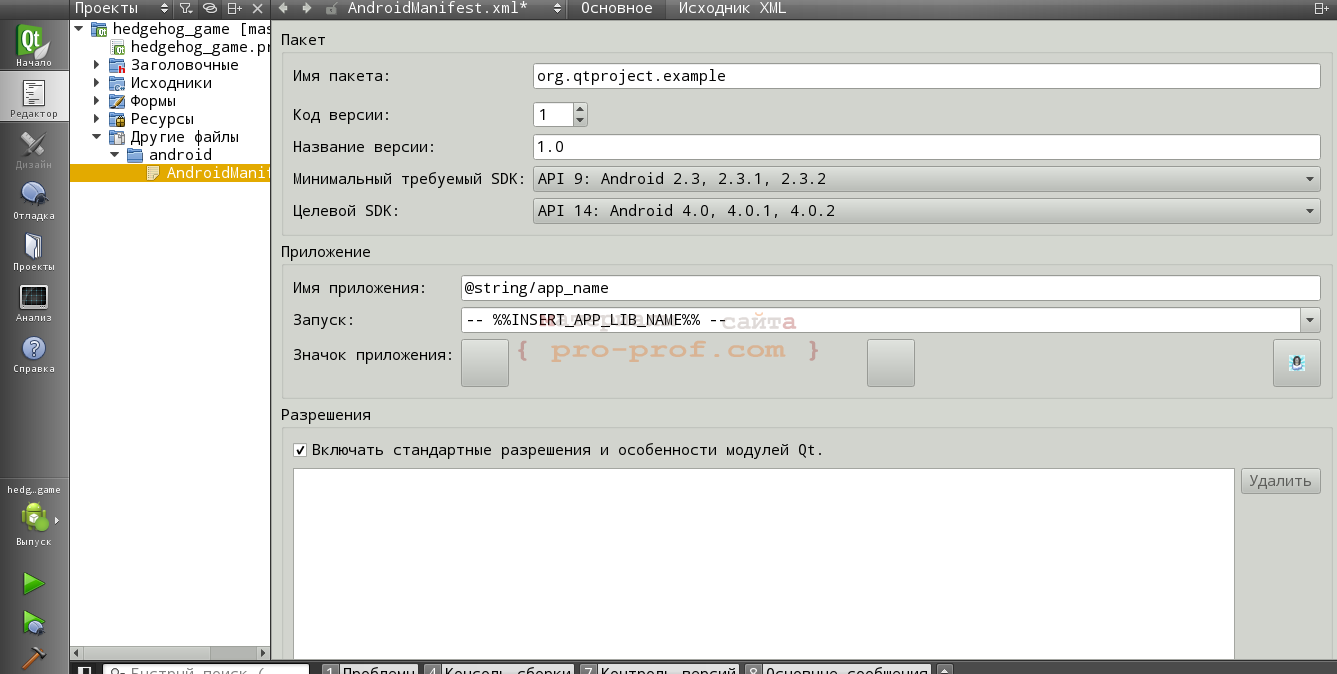 Проекты
AndroidManifest.xml*
Основное
Исходник XML
Начало
Редактор
Дизайн
Отладка
Проекты
Анализ
Справка
hedg…game
Выпуск
hedgehog_game [mas
hedgehog_game.pr
Заголовочные
Исходники
Формы
Ресурсы
Другие файлы
android
AndroidManif
Пакет
Имя пакета: org.qtproject.example
Код версии: 1
Название версии: 1.0
Минимальный требуемый SDK: API 9: Android 2.3, 2.3.1, 2.3.2
Целевой SDK: API 14: Android 4.0, 4.0.1, 4.0.2
Приложение
Имя приложения: @string/app_name
Запуск: -- %%INSERT_APP_LIB_NAME%% --
сайта
Значок приложения:
{ pro-prof.com }
Разрешения
Включать стандартные разрешения и особенности модулей Qt.
Удалить
Быстрый поиск (
1 Проблемы
4 Консоль сборки
7 Контроль версий
8 Основные сообщения